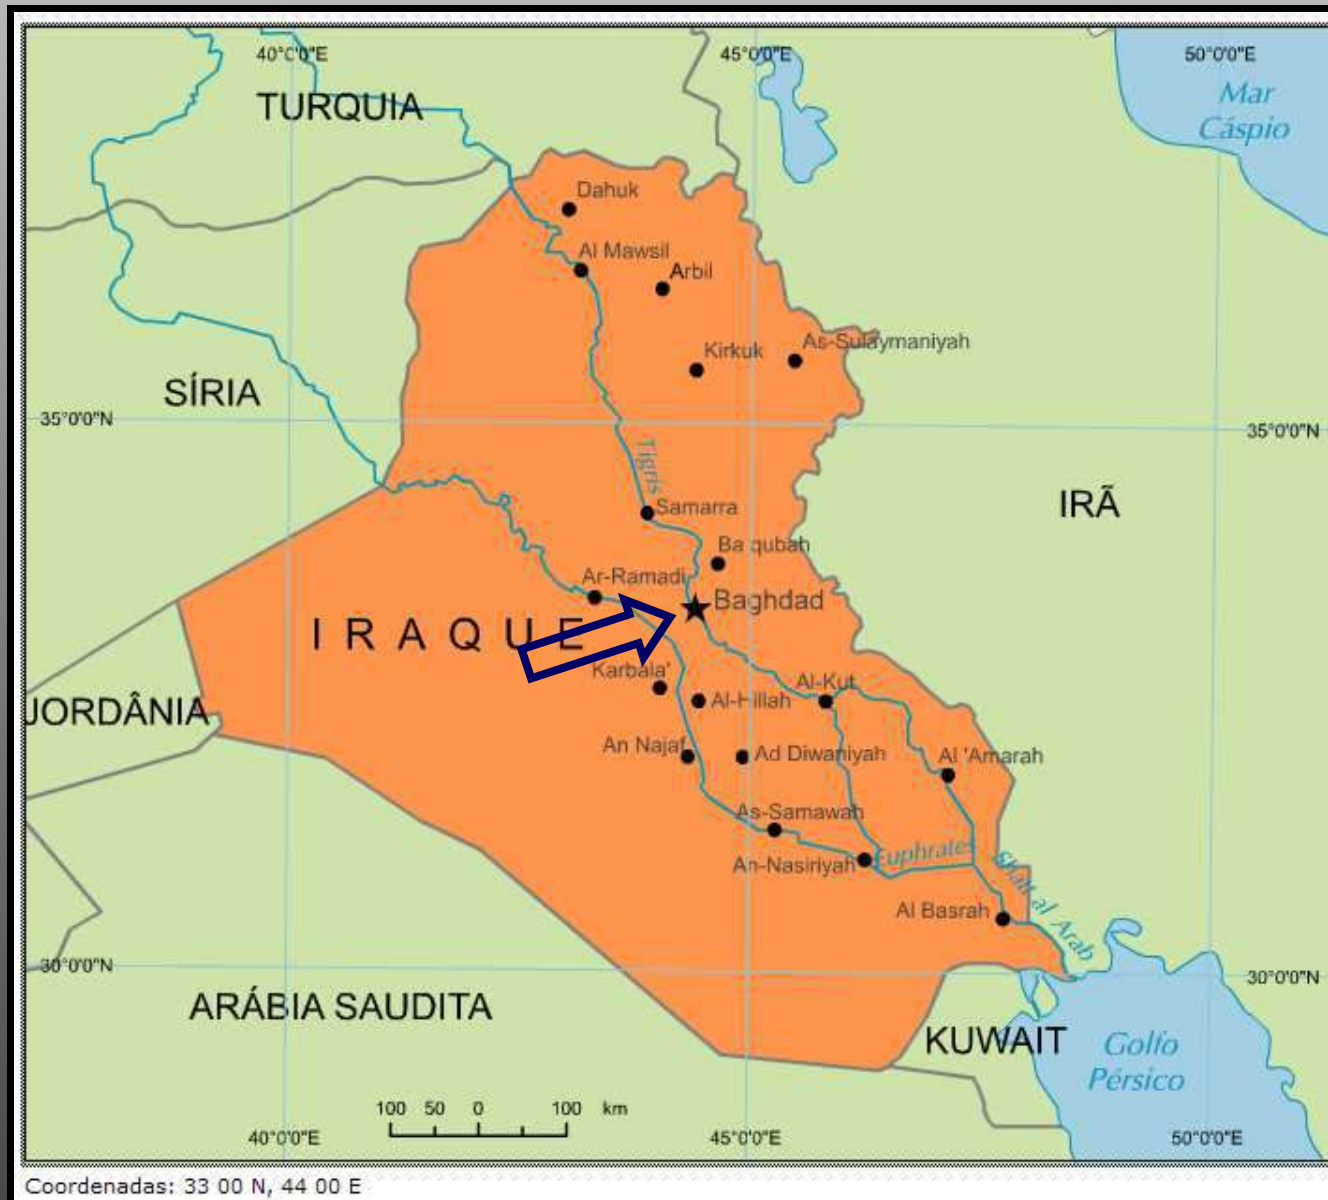 40°0'0"E
45°0'0"E
50°0'0"E
TURQUIA
Mar
Cáspio
Dahuk
Al Mawsil
Arbil
Kirkuk
As-Sulaymaniyah
SÍRIA
35°0'0"N
35°0'0"N
Tigris
IRÃ
Samarra
Ba qubah
Ar-Ramadi
Baghdad
IRAQUE
Karbala'
Al-Hillah
Al-Kut
JORDÂNIA
An Najaf
Ad Diwaniyah
Al 'Amarah
As-Samawah
An-Nasiriyah
Euphrates
Shatt al Arab
Al Basrah
30°0'0"N
30°0'0"N
ARÁBIA SAUDITA
KUWAIT
Golfo
Pérsico
100 50 0 100 km
40°0'0"E
45°0'0"E
50°0'0"E
Coordenadas: 33 00 N, 44 00 E